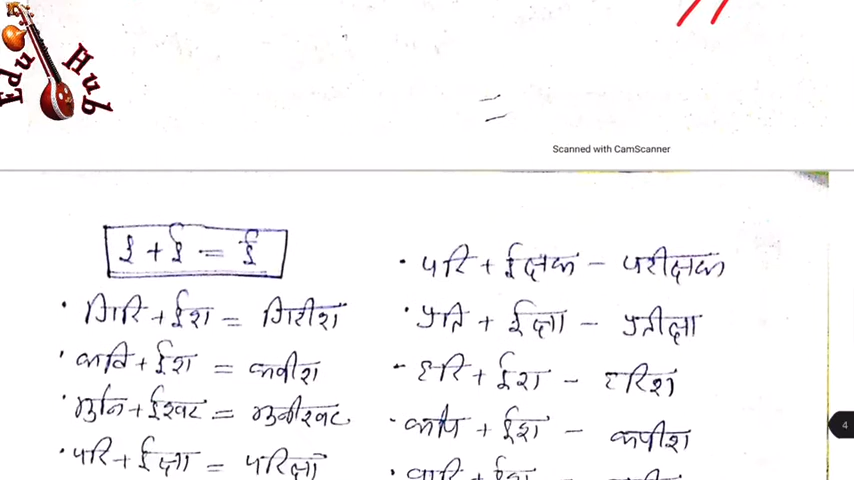 Edu Hub
Scanned with CamScanner
इ + ई = ई
• गिरि + ईश = गिरीश
• कवि + ईश = कवीश
• मुनि + ईश्वर = मुनीश्वर
• परि + ईक्षा = परिक्षा
• परि + ईक्षक – परीक्षक
• प्रति + ईक्षा – प्रतीक्षा
- हरि + ईश – हरिश
• कपि + ईश – कपीश
4